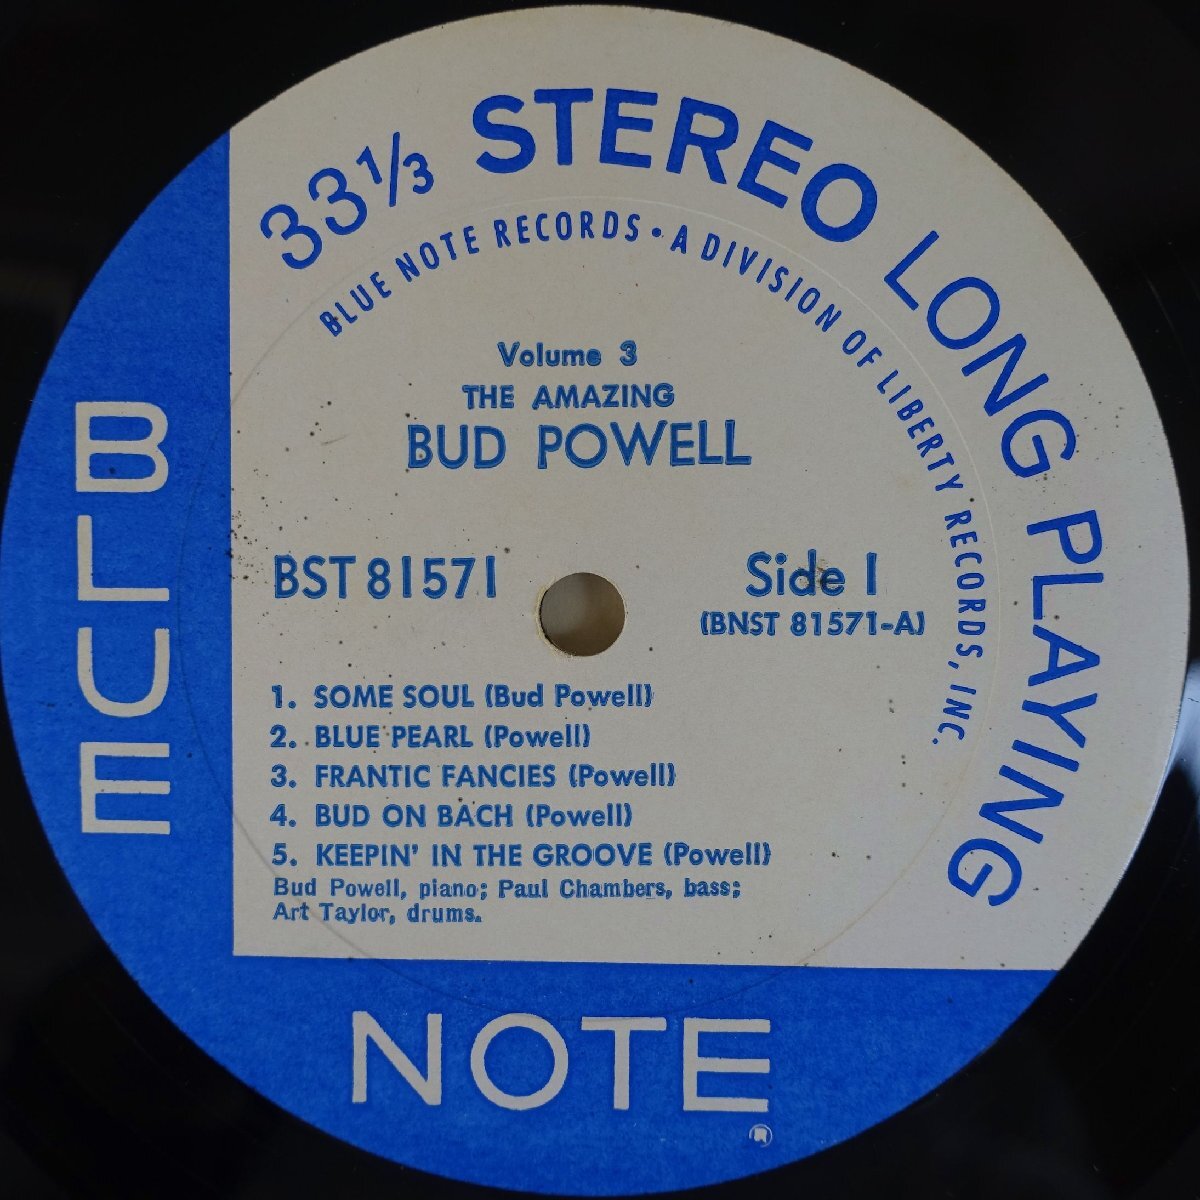 33 1/3 STEREO LONG PLAYING
BLUE NOTE RECORDS • A DIVISION OF LIBERTY RECORDS, INC.
Volume 3
THE AMAZING
BUD POWELL
BST 81571
Side 1
(BNST 81571-A)
1. SOME SOUL (Bud Powell)
2. BLUE PEARL (Powell)
3. FRANTIC FANCIES (Powell)
4. BUD ON BACH (Powell)
5. KEEPIN' IN THE GROOVE (Powell)
Bud Powell, piano; Paul Chambers, bass;
Art Taylor, drums.
BLUE
NOTE